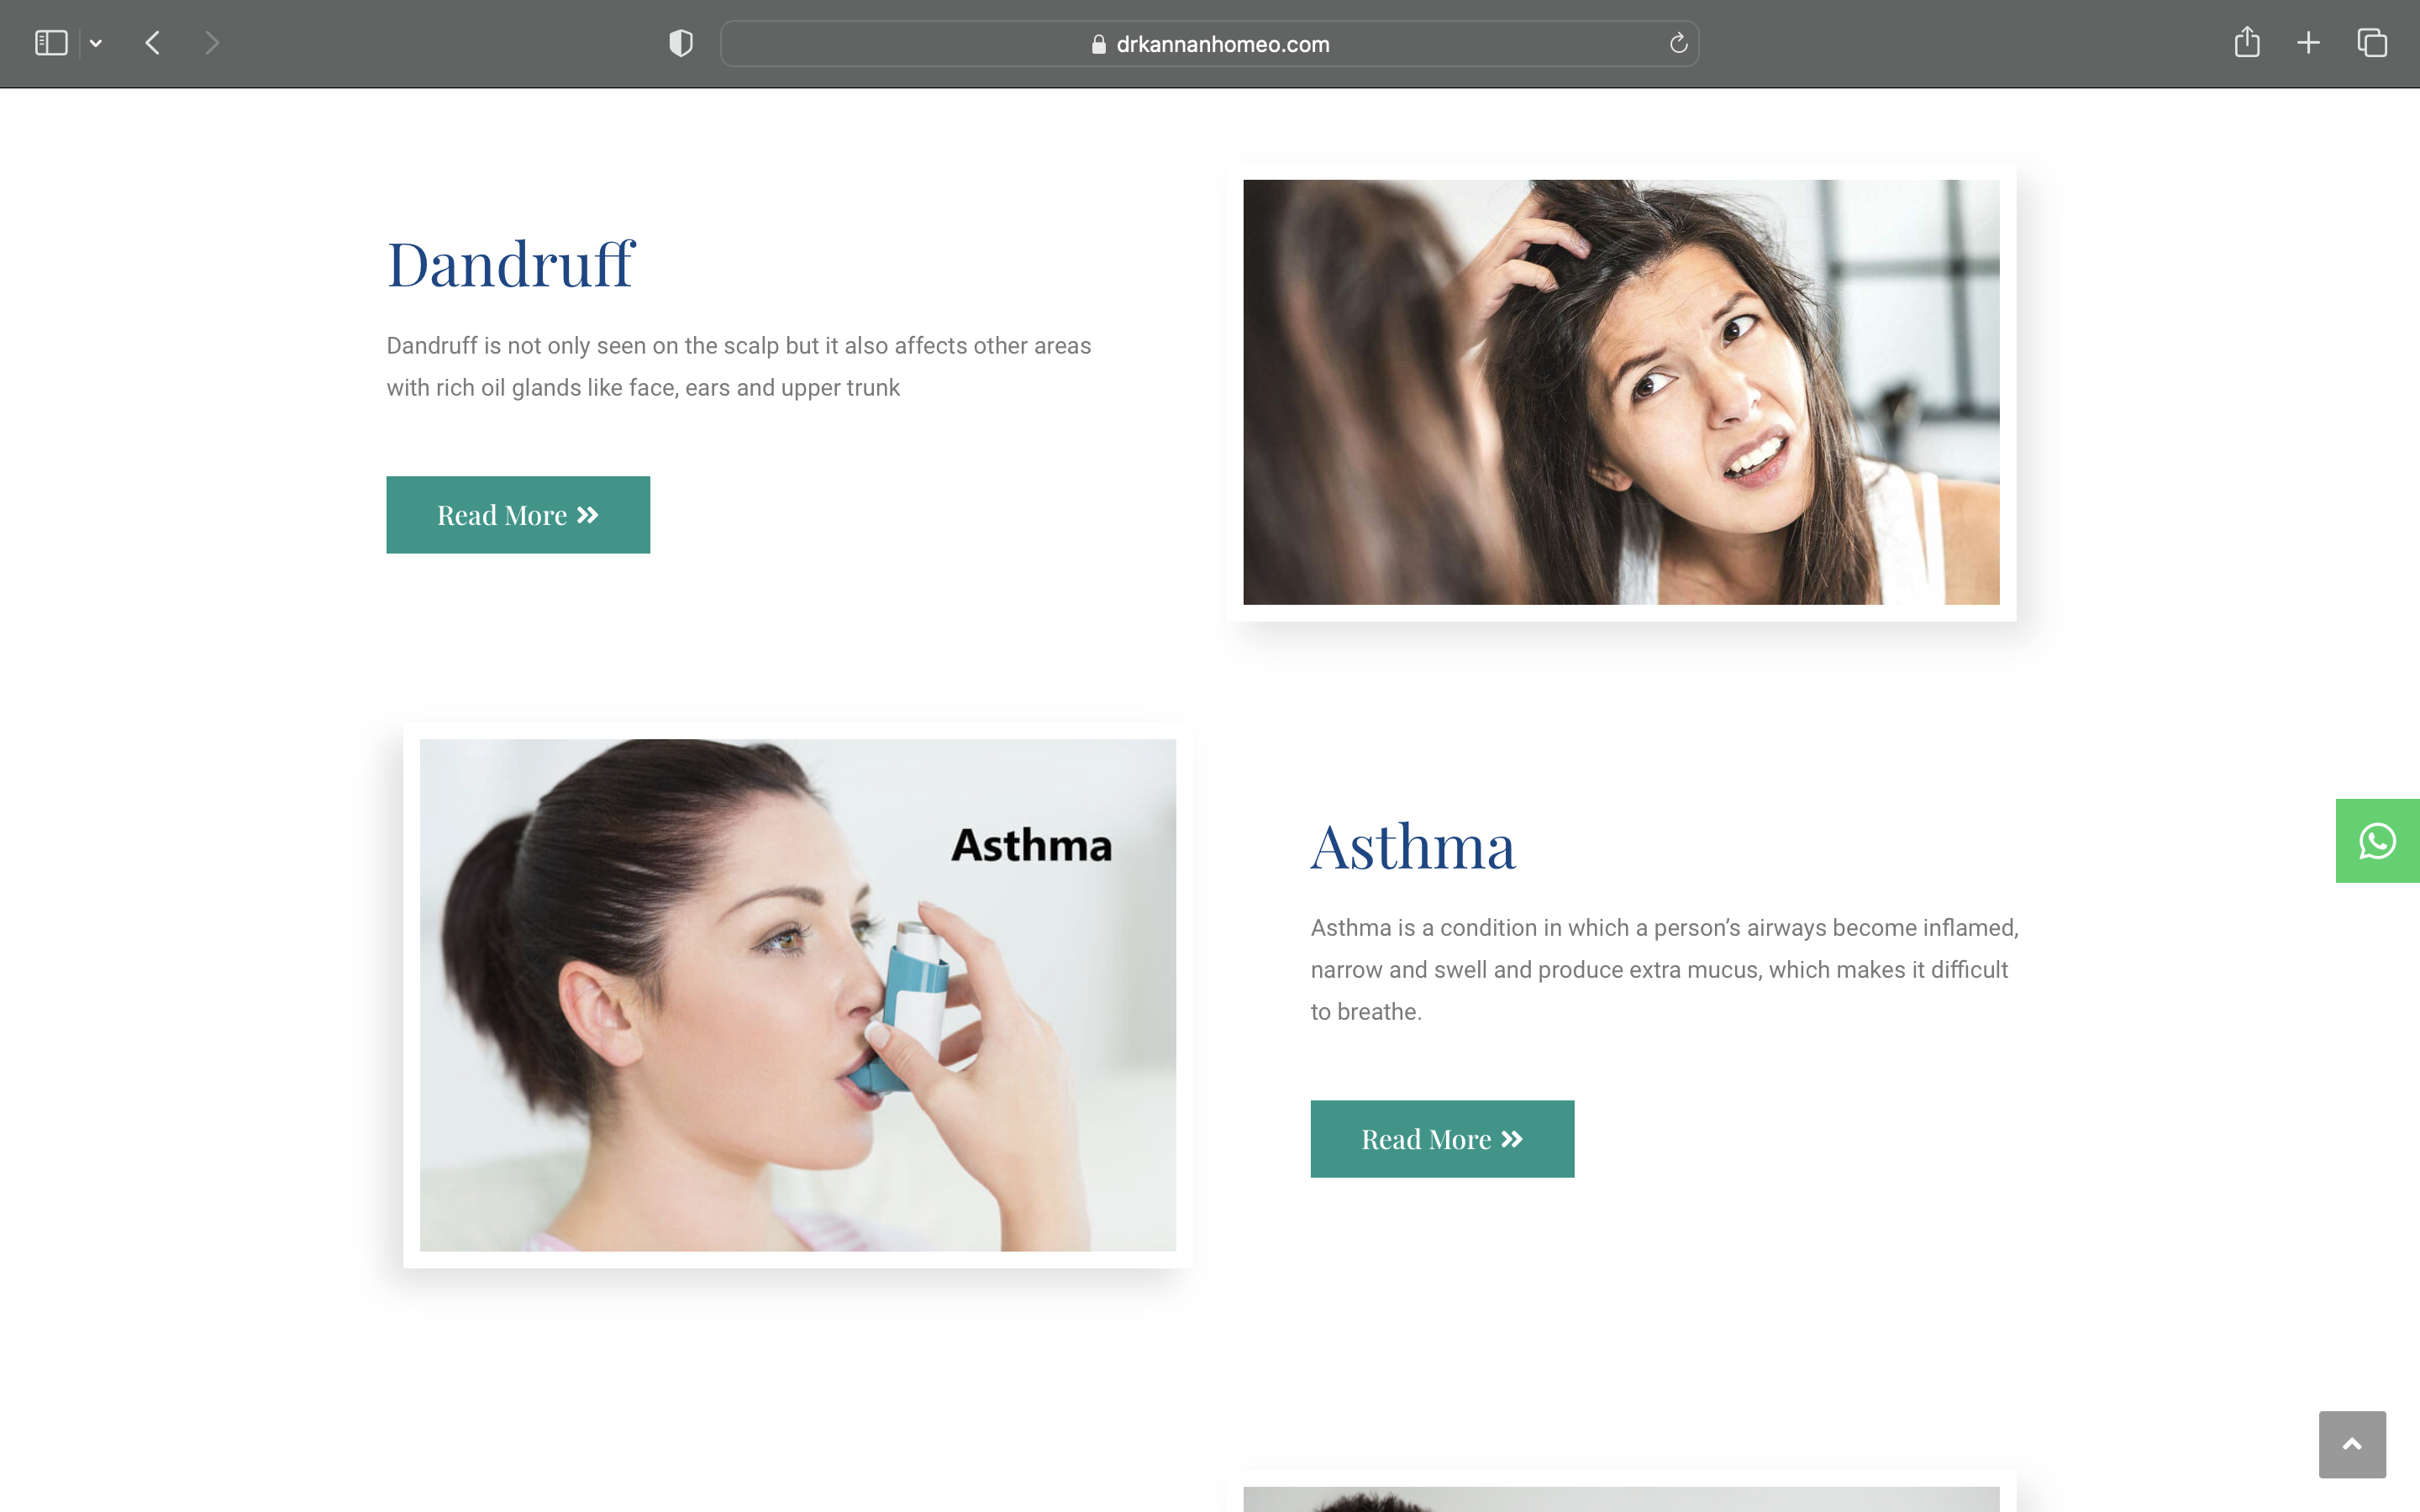 drkannanhomeo.com
Dandruff
Dandruff is not only seen on the scalp but it also affects other areas
with rich oil glands like face, ears and upper trunk
Read More
Asthma
Asthma
Asthma is a condition in which a person’s airways become inflamed,
narrow and swell and produce extra mucus, which makes it difficult
to breathe.
Read More